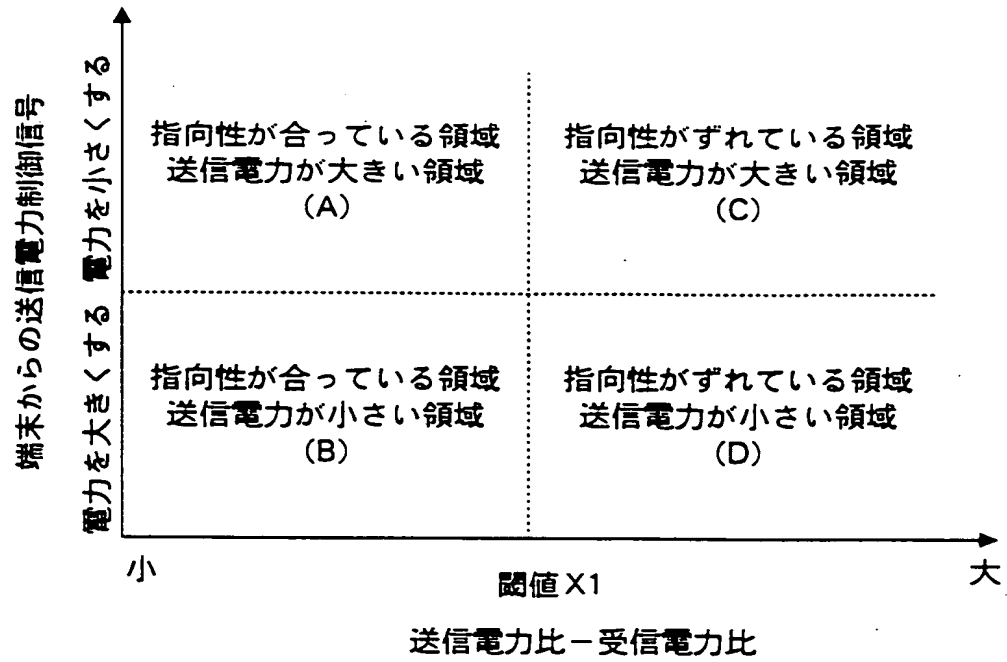 端末からの送信電力制御信号
電力を小さくする
電力を大きくする
指向性が合っている領域
送信電力が大きい領域
(A)
指向性がずれている領域
送信電力が大きい領域
(C)
指向性が合っている領域
送信電力が小さい領域
(B)
指向性がずれている領域
送信電力が小さい領域
(D)
小
閾値X1
大
送信電力比－受信電力比